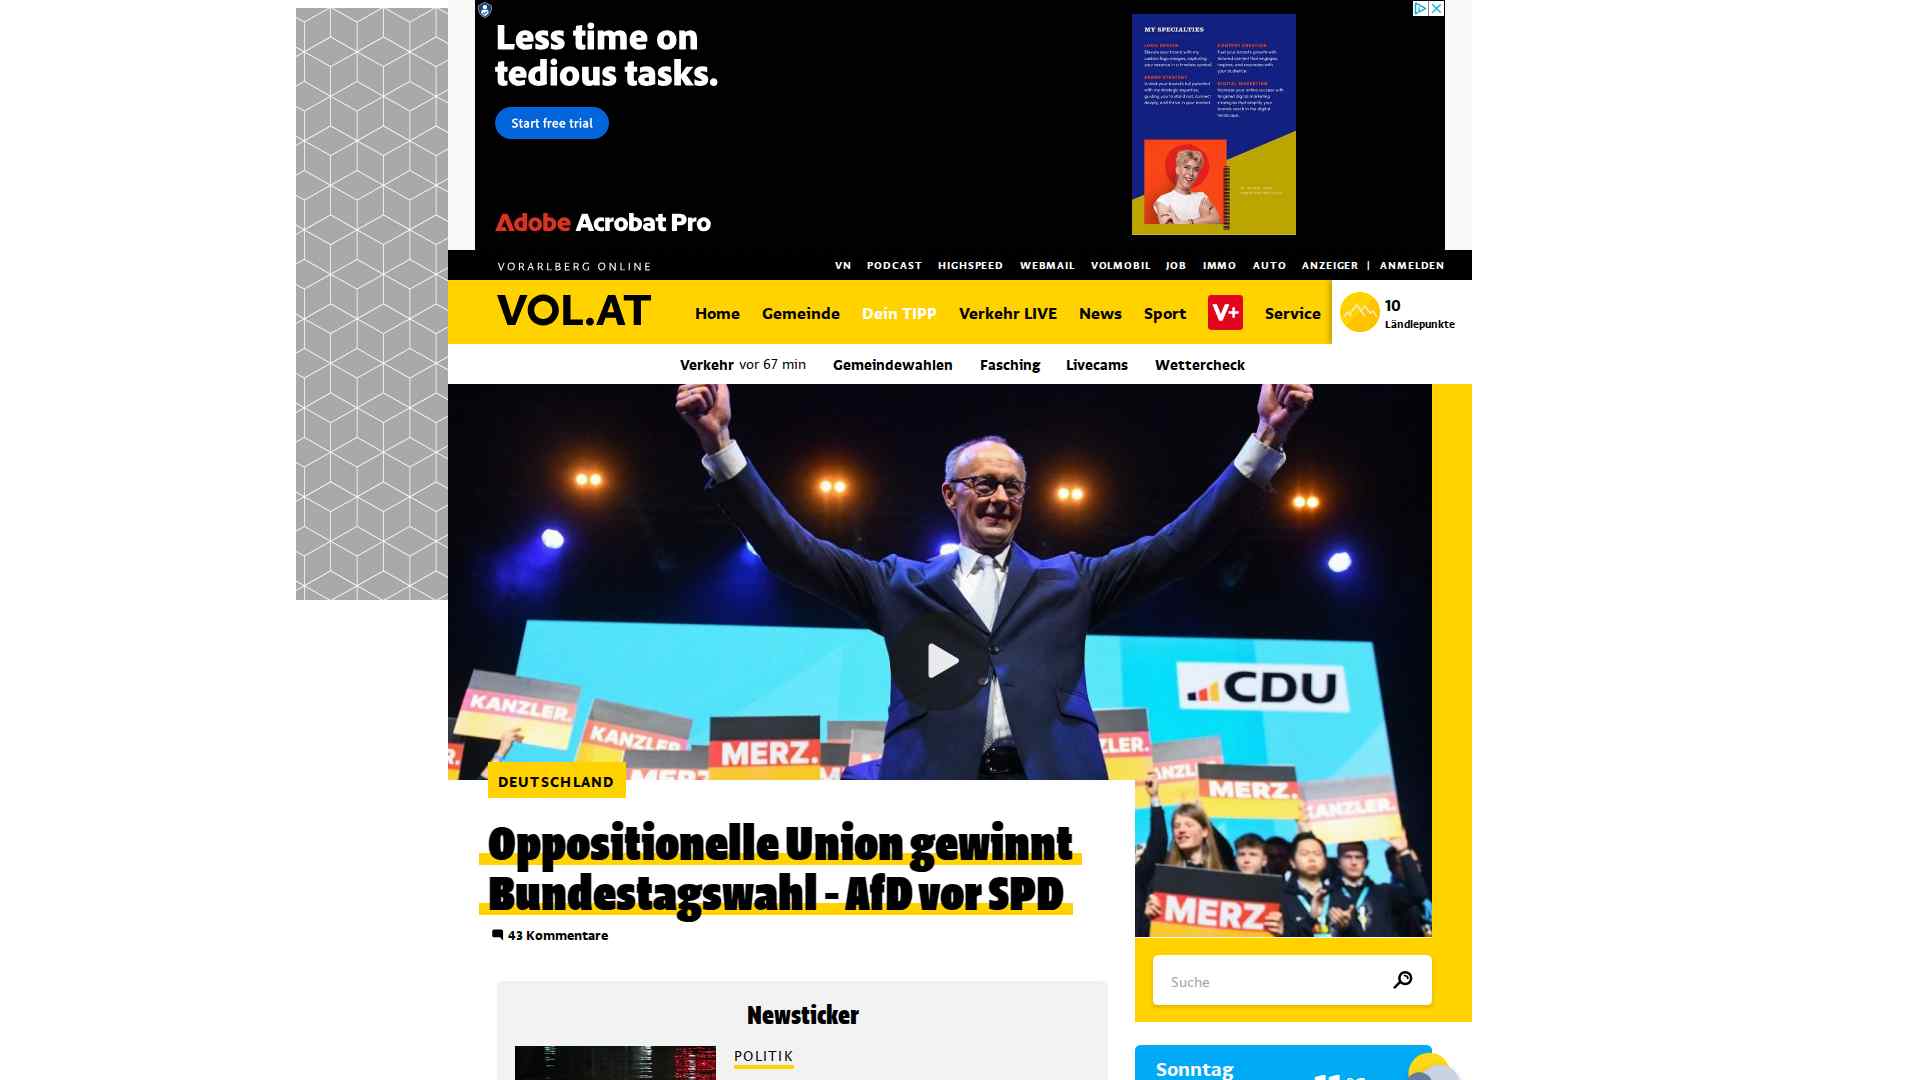 Less time on
tedious tasks.
Start free trial
Adobe Acrobat Pro
MY SPECIALTIES
VORARLBERG ONLINE
VN PODCAST HIGHSPEED WEBMAIL VOLMOBIL JOB IMMO AUTO ANZEIGER | ANMELDEN
VOL.AT
Home Gemeinde Dein TIPP Verkehr LIVE News Sport V+ Service
10
Ländlepunkte
Verkehr vor 67 min Gemeindewahlen Fasching Livecams Wettercheck
CDU
KANZLER.
KANZLER.
MERZ.
MERZ.
ANZLER.
MERZ.
DEUTSCHLAND
Oppositionelle Union gewinnt
Bundestagswahl - AfD vor SPD
43 Kommentare
Suche
Newsticker
POLITIK
Sonntag